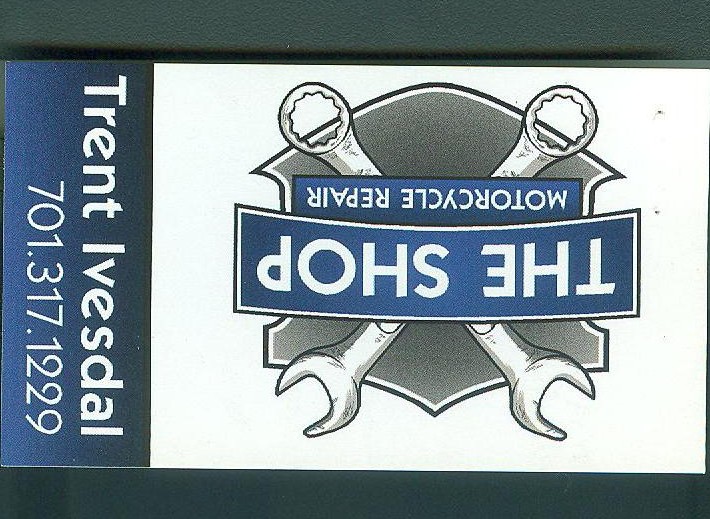 THE SHOP
MOTORCYCLE REPAIR
Trent Ivesdal
701.317.1229